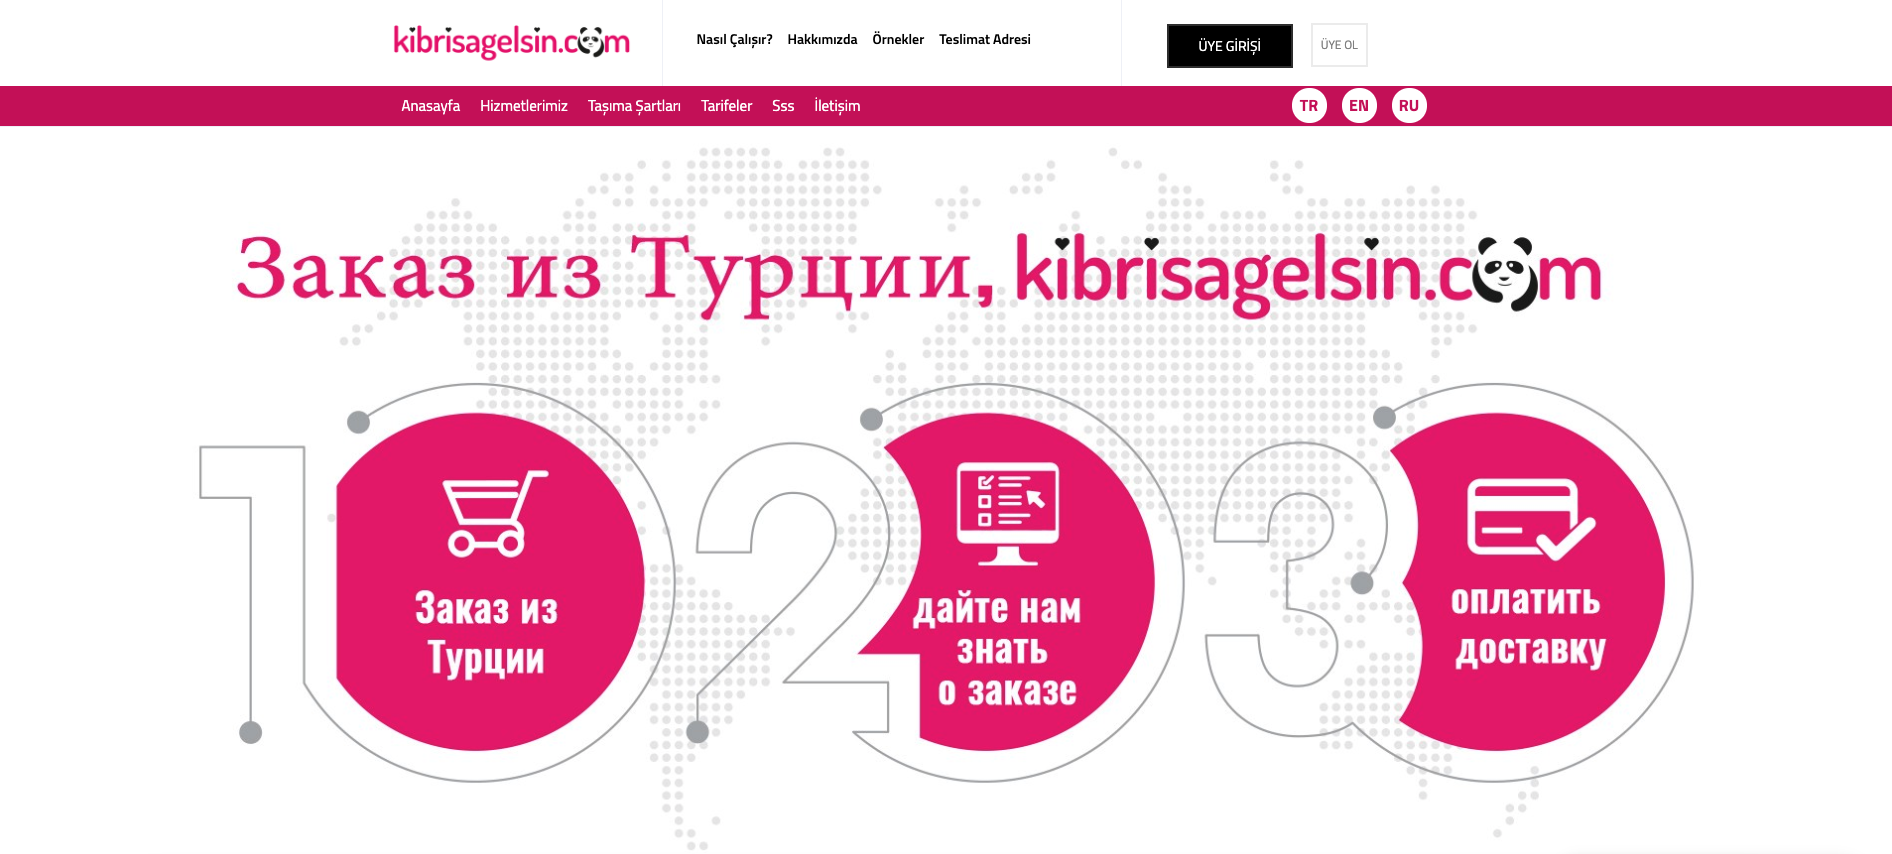 kibrisagelsin.com
Nasıl Çalışır? Hakkımızda Örnekler Teslimat Adresi
ÜYE GİRİŞİ
ÜYE OL
Anasayfa Hizmetlerimiz Taşıma Şartları Tarifeler Sss İletişim
TR EN RU
Заказ из Турции, kibrisagelsin.com
1
Заказ из
Турции
2
дайте нам
знать
о заказе
3
оплатить
доставку